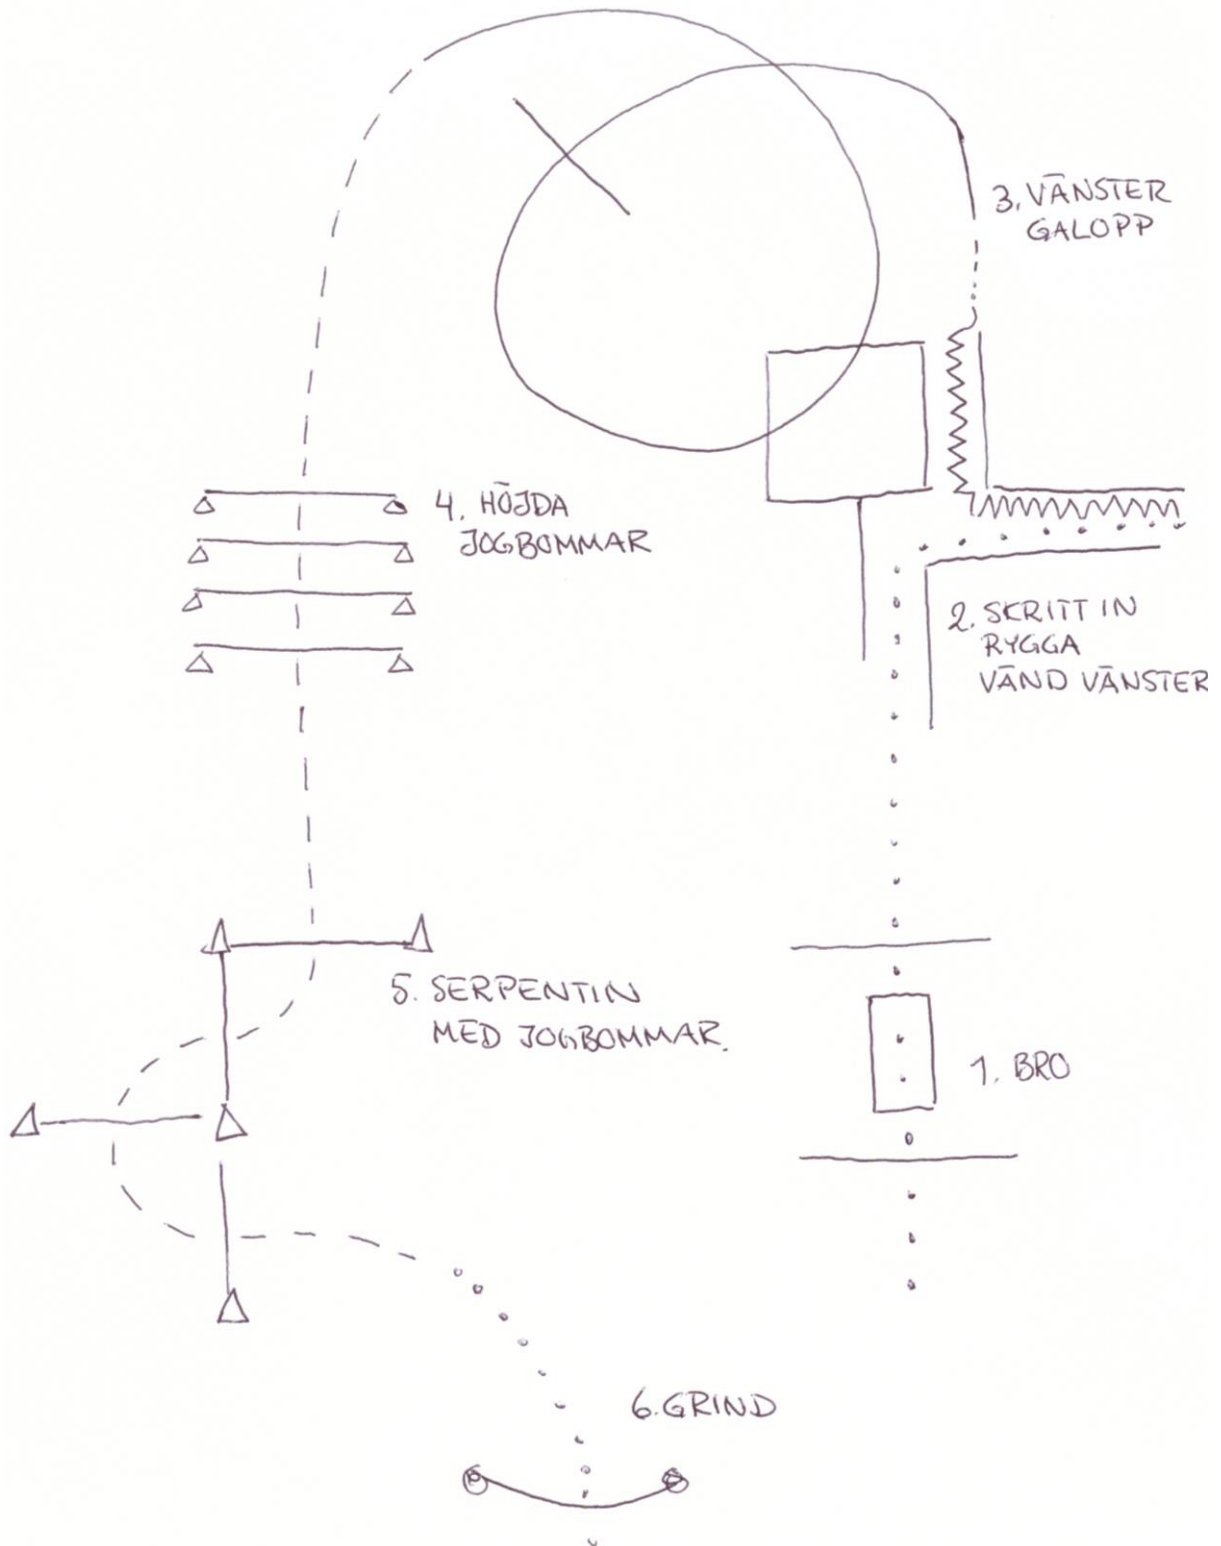 3. VÄNSTER
GALOPP
4. HÖJDA
JOGBOMMAR
2. SKRITT IN
RYGGA
VÄND VÄNSTER
5. SERPENTIN
MED JOGBOMMAR.
1. BRO
6. GRIND